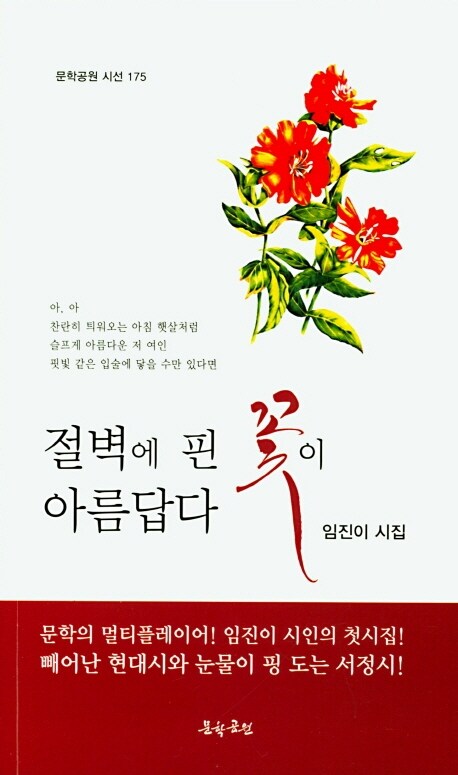 문학공원 시선 175
아, 아
찬란히 틔워오는 아침 햇살처럼
슬프게 아름다운 저 여인
핏빛 같은 입술에 닿을 수만 있다면
절벽에 핀 꽃이
아름답다
임진이 시집
문학의 멀티플레이어! 임진이 시인의 첫시집!
빼어난 현대시와 눈물이 핑 도는 서정시!
문학공원